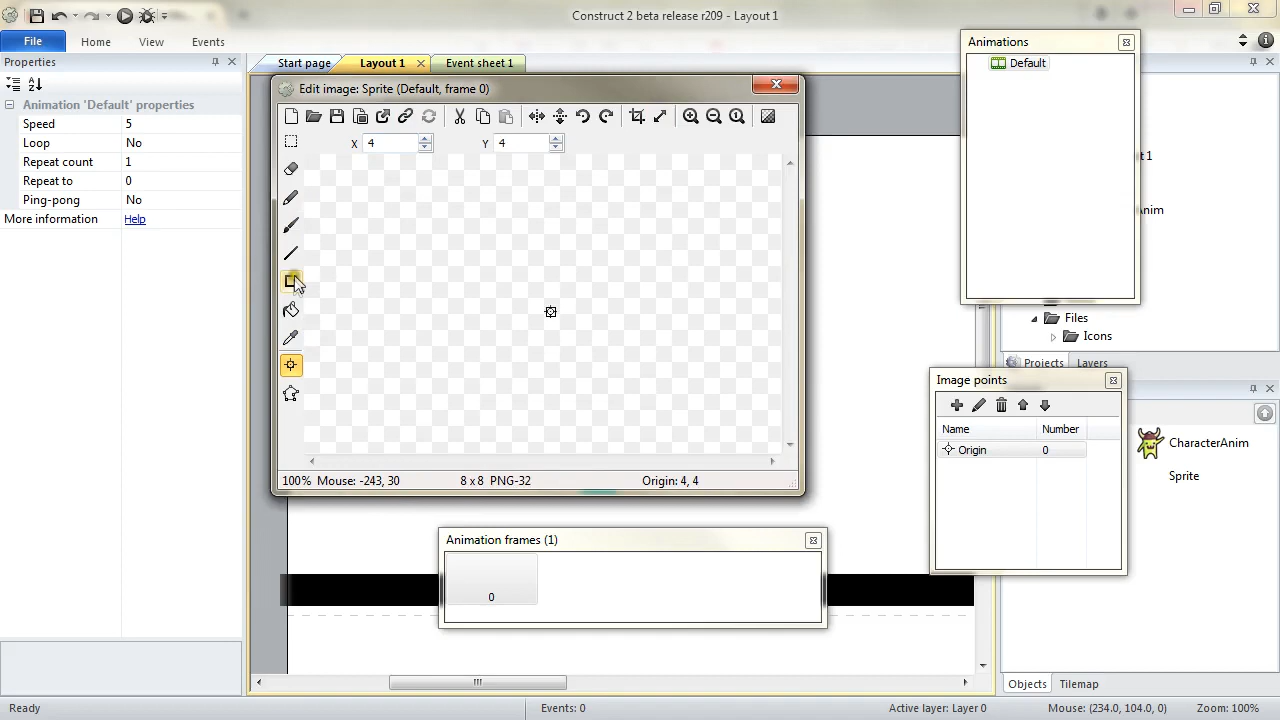 Construct 2 beta release r209 - Layout 1
File
Home
View
Events
Properties
Start page
Layout 1
Event sheet 1
Animations
Default
Animation 'Default' properties
Speed 5
Loop No
Repeat count 1
Repeat to 0
Ping-pong No
More information Help
Edit image: Sprite (Default, frame 0)
X 4
Y 4
100% Mouse: -243, 30
8 x 8 PNG-32
Origin: 4, 4
Animation frames (1)
0
Files
Icons
Projects
Layers
Image points
Name Number
Origin 0
CharacterAnim
Sprite
Objects
Tilemap
Ready
Events: 0
Active layer: Layer 0
Mouse: (234.0, 104.0, 0)
Zoom: 100%